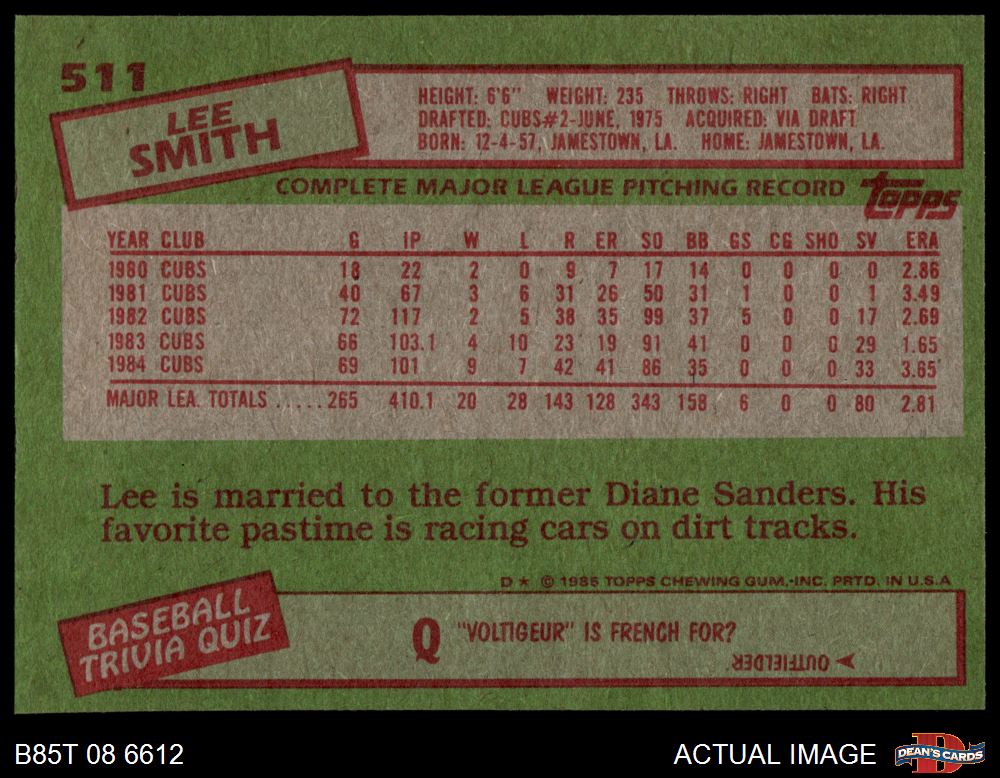 511
LEE
SMITH
HEIGHT: 6'6" WEIGHT: 235 THROWS: RIGHT BATS: RIGHT
DRAFTED: CUBS#2-JUNE, 1975 ACQUIRED: VIA DRAFT
BORN: 12-4-57, JAMESTOWN, LA. HOME: JAMESTOWN, LA.
COMPLETE MAJOR LEAGUE PITCHING RECORD
Topps
YEAR CLUB G IP W L R ER SO BB GS CG SHO SV ERA
1980 CUBS 18 22 2 0 9 7 17 14 0 0 0 0 2.86
1981 CUBS 40 67 3 6 31 26 50 31 1 0 0 1 3.49
1982 CUBS 72 117 2 5 38 35 99 37 5 0 0 17 2.69
1983 CUBS 66 103.1 4 10 23 19 91 41 0 0 0 29 1.65
1984 CUBS 69 101 9 7 42 41 86 35 0 0 0 33 3.65
MAJOR LEA. TOTALS .....265 410.1 20 28 143 128 343 158 6 0 0 80 2.81
Lee is married to the former Diane Sanders. His
favorite pastime is racing cars on dirt tracks.
D★ © 1985 TOPPS CHEWING GUM, INC. PRTD. IN U.S.A
BASEBALL
TRIVIA QUIZ
Q "VOLTIGEUR" IS FRENCH FOR?
OUTFIELDER
B85T 08 6612
ACTUAL IMAGE
D
DEAN'S CARDS